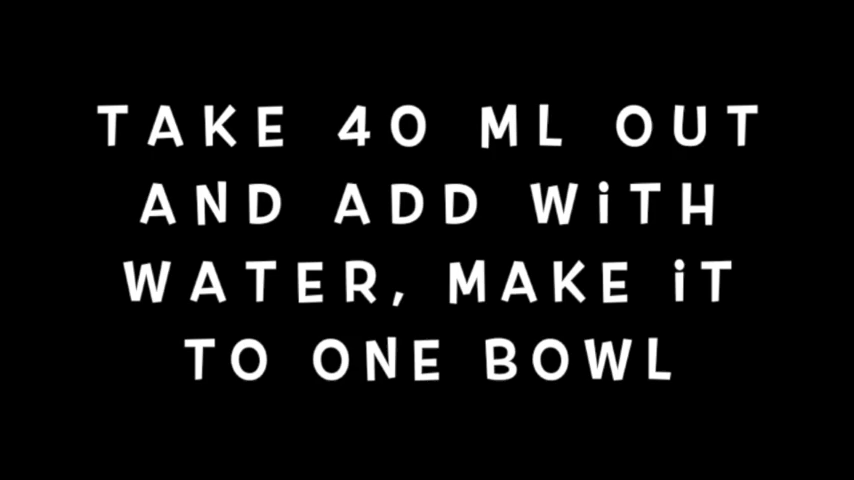 TAKE 40 ML OUT
AND ADD WiTH
WATER, MAKE iT
TO ONE BOWL